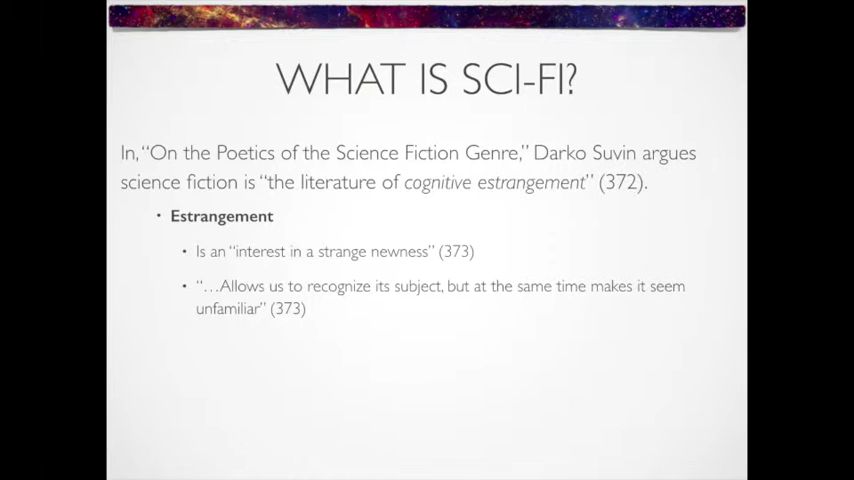 WHAT IS SCI-FI?
In, “On the Poetics of the Science Fiction Genre,” Darko Suvin argues
science fiction is “the literature of cognitive estrangement” (372).
• Estrangement
• Is an “interest in a strange newness” (373)
• “…Allows us to recognize its subject, but at the same time makes it seem
unfamiliar” (373)